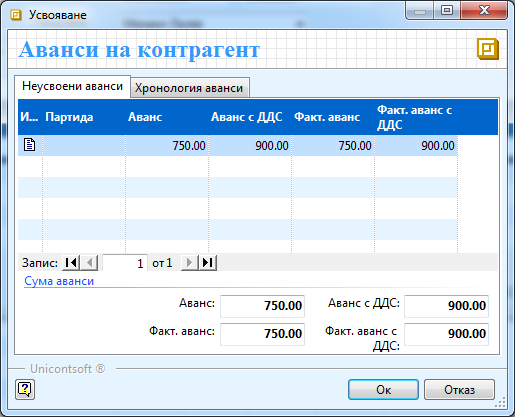 Усвояване
Аванси на контрагент
Неусвоени аванси Хронология аванси
И... Партида Аванс Аванс с ДДС Факт. аванс Факт. аванс с ДДС
750.00 900.00 750.00 900.00
Запис: 1 от 1
Сума аванси
Аванс: 750.00 Аванс с ДДС: 900.00
Факт. аванс: 750.00 Факт. аванс с ДДС: 900.00
Unicontsoft ®
? Ок Отказ